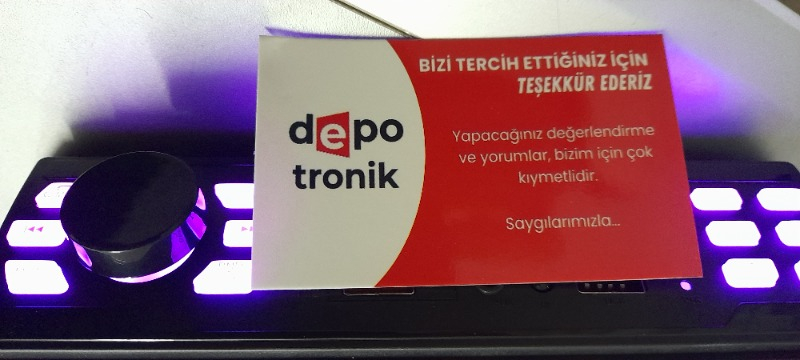 BİZİ TERCİH ETTİĞİNİZ İÇİN
TEŞEKKÜR EDERİZ
depo
tronik
Yapacağınız değerlendirme
ve yorumlar, bizim için çok
kıymetlidir.
Saygılarımızla...